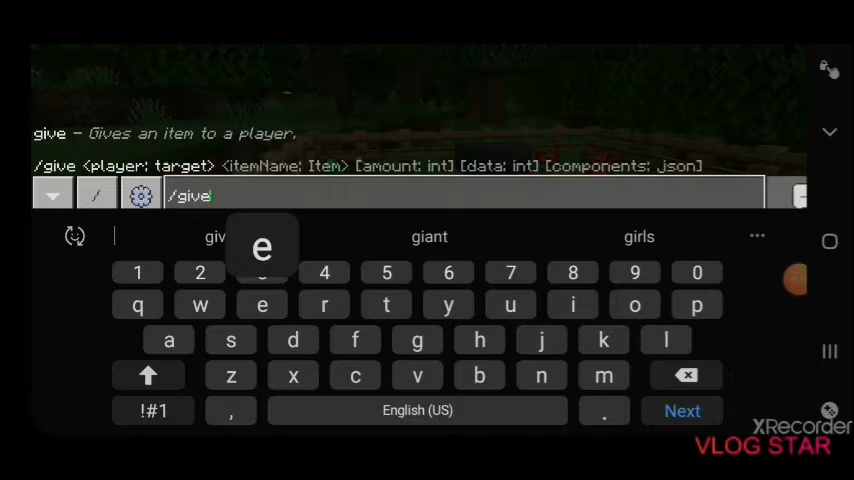 give – Gives an item to a player.
/give <player: target> <itemName: Item> [amount: int] [data: int] [components: json]
/
/give
giv
giant
girls
e
1 2 4 5 6 7 8 9 0
q w e r t y u i o p
a s d f g h j k l
z x c v b n m
!#1 , English (US) . Next
XRecorder
VLOG STAR